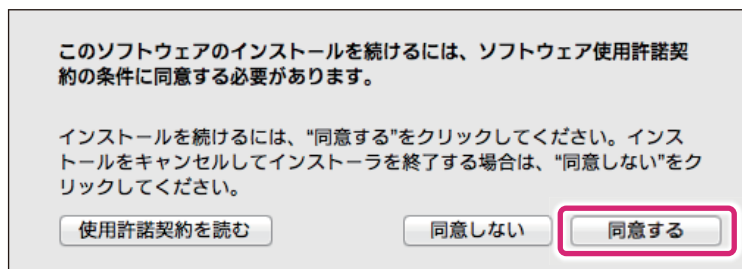 このソフトウェアのインストールを続けるには、ソフトウェア使用許諾契
約の条件に同意する必要があります。
インストールを続けるには、“同意する”をクリックしてください。インス
トールをキャンセルしてインストーラを終了する場合は、“同意しない”をク
リックしてください。
使用許諾契約を読む 同意しない 同意する